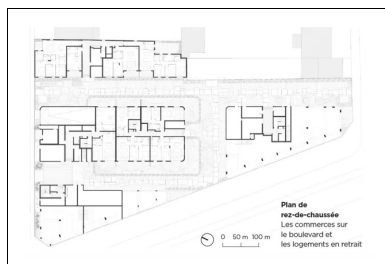 Plan de
rez-de-chaussée
Les commerces sur
le boulevard et
les logements en retrait
0 50 m 100 m